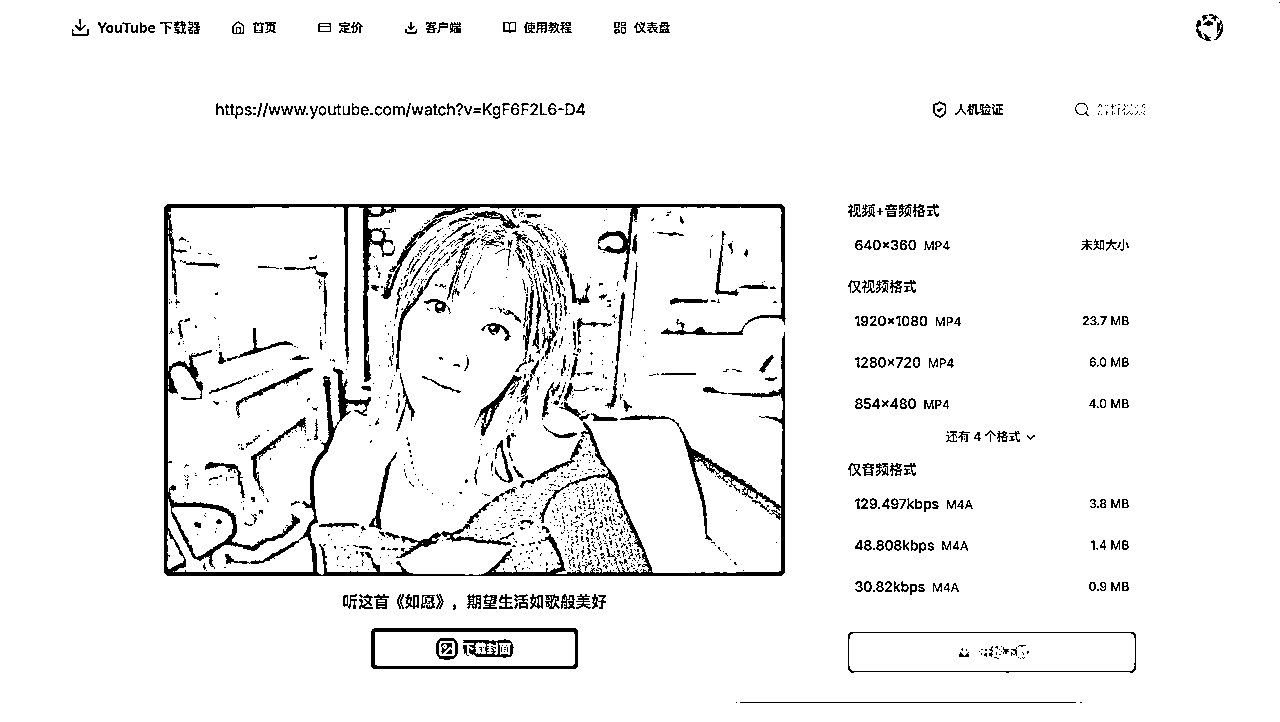 YouTube 下载器 首页 定价 客户端 使用教程 仪表盘
https://www.youtube.com/watch?v=KgF6F2L6-D4 人机验证
视频+音频格式
640×360 MP4 未知大小
仅视频格式
1920×1080 MP4 23.7 MB
1280×720 MP4 6.0 MB
854×480 MP4 4.0 MB
还有 4 个格式
仅音频格式
129.497kbps M4A 3.8 MB
48.808kbps M4A 1.4 MB
30.82kbps M4A 0.9 MB
听这首《如愿》，期望生活如歌般美好
下载封面